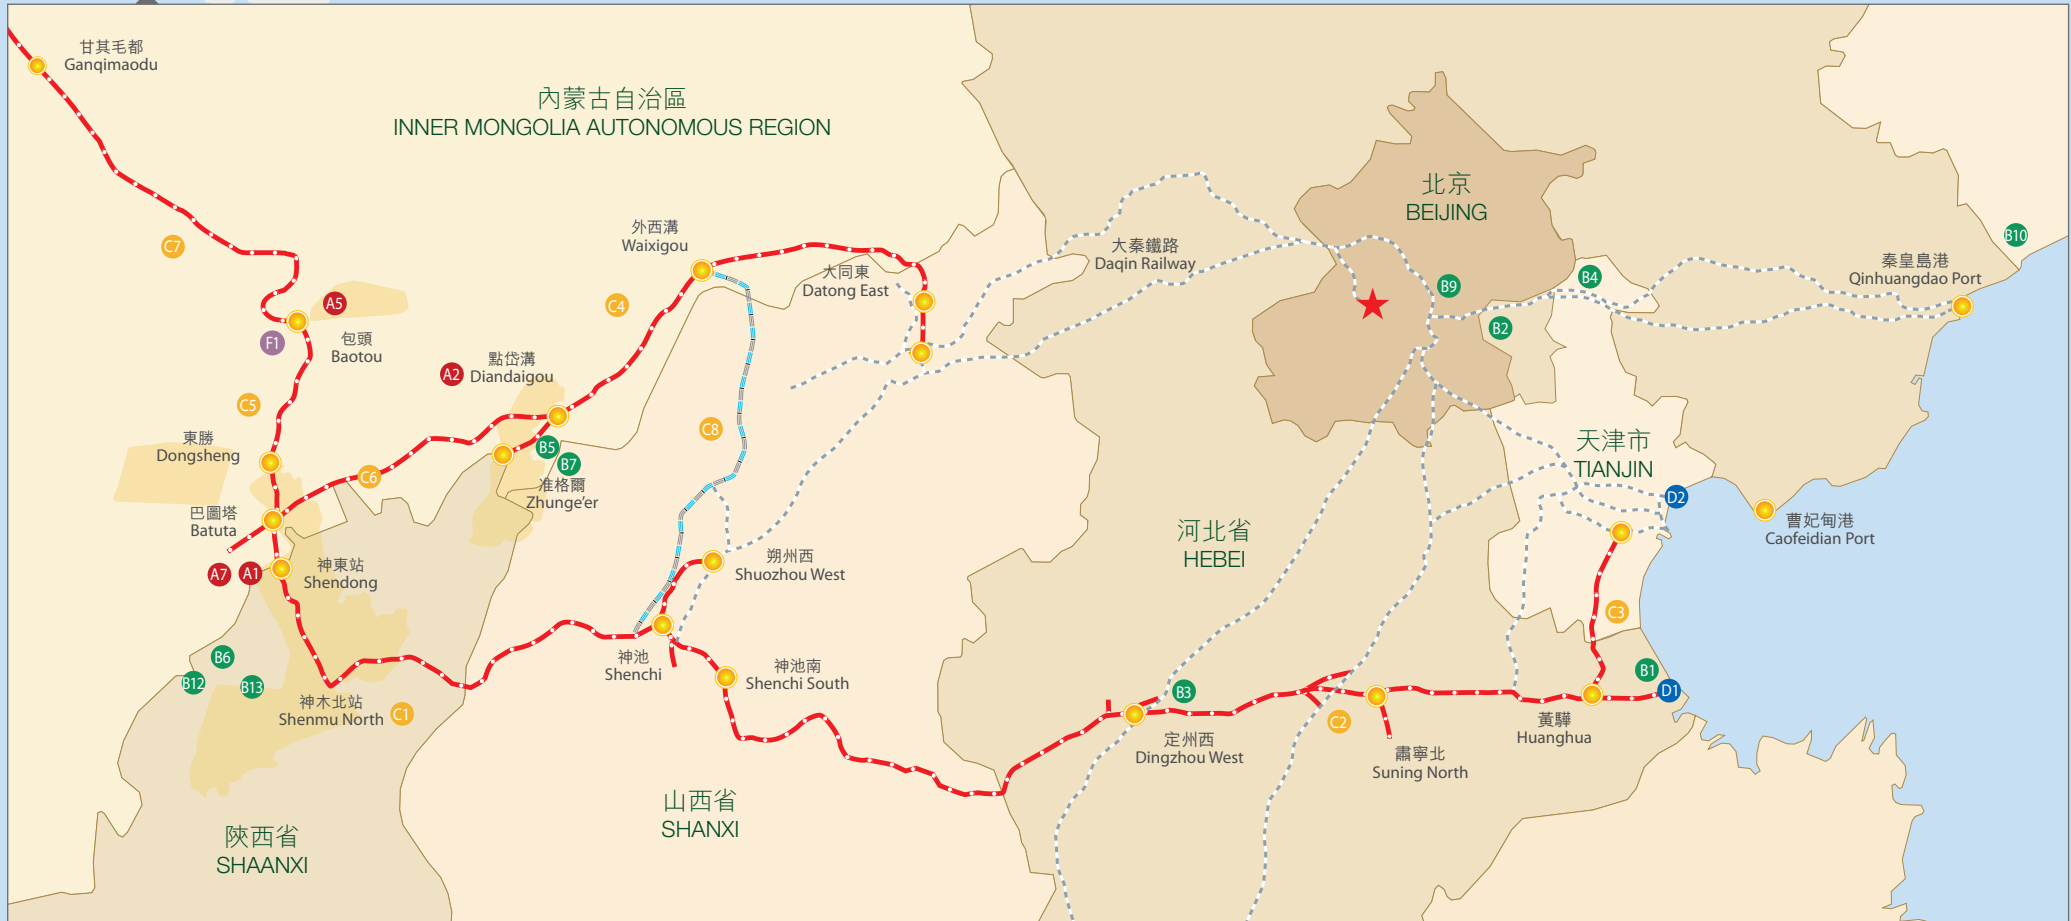 甘其毛都
Ganqimaodu
內蒙古自治區
INNER MONGOLIA AUTONOMOUS REGION
北京
BEIJING
外西溝
Waixigou
大同東
Datong East
大秦鐵路
Daqin Railway
秦皇島港
Qinhuangdao Port
B10
C7
A5
F1
包頭
Baotou
C4
B9
B4
B2
點岱溝
Diandaigou
A2
C5
C8
東勝
Dongsheng
B5
B7
C6
准格爾
Zhunge'er
天津市
TIANJIN
D2
巴圖塔
Batuta
A7
A1
神東站
Shendong
朔州西
Shuozhou West
河北省
HEBEI
曹妃甸港
Caofeidian Port
C3
B6
B12
B13
神池
Shenchi
神池南
Shenchi South
神木北站
Shenmu North
C1
B3
B1
D1
定州西
Dingzhou West
C2
肅寧北
Suning North
黃驊
Huanghua
山西省
SHANXI
陝西省
SHAANXI